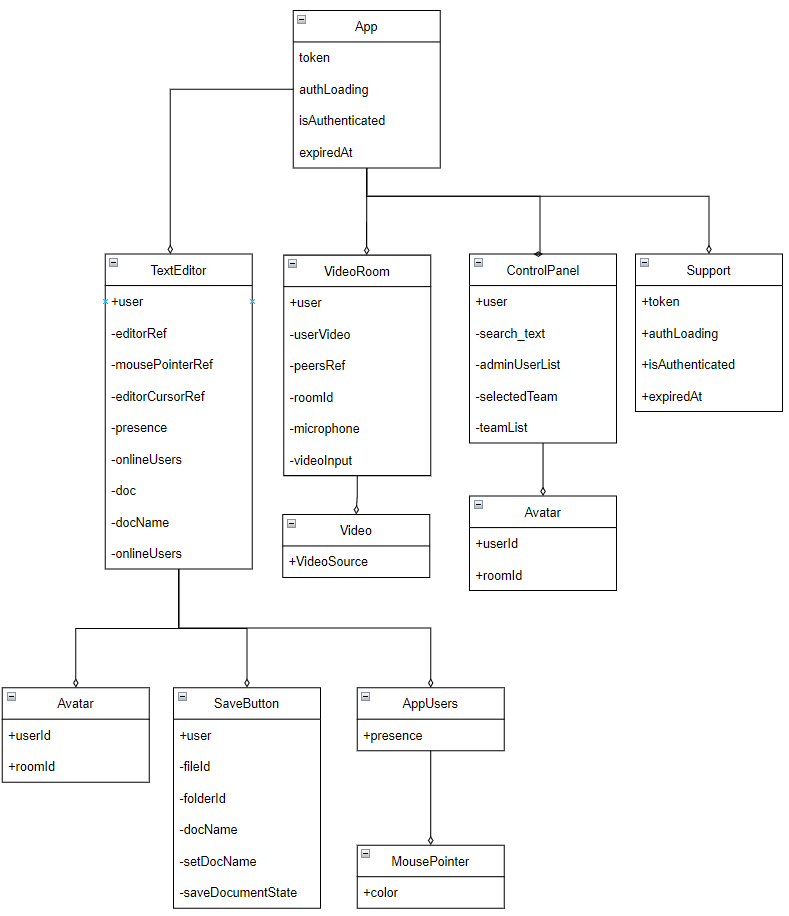 App
token
authLoading
isAuthenticated
expiredAt
TextEditor
+user
-editorRef
-mousePointerRef
-editorCursorRef
-presence
-onlineUsers
-doc
-docName
-onlineUsers
VideoRoom
+user
-userVideo
-peersRef
-roomId
-microphone
-videoInput
ControlPanel
+user
-search_text
-adminUserList
-selectedTeam
-teamList
Support
+token
+authLoading
+isAuthenticated
+expiredAt
Video
+VideoSource
Avatar
+userId
+roomId
Avatar
+userId
+roomId
SaveButton
+user
-fileId
-folderId
-docName
-setDocName
-saveDocumentState
AppUsers
+presence
MousePointer
+color